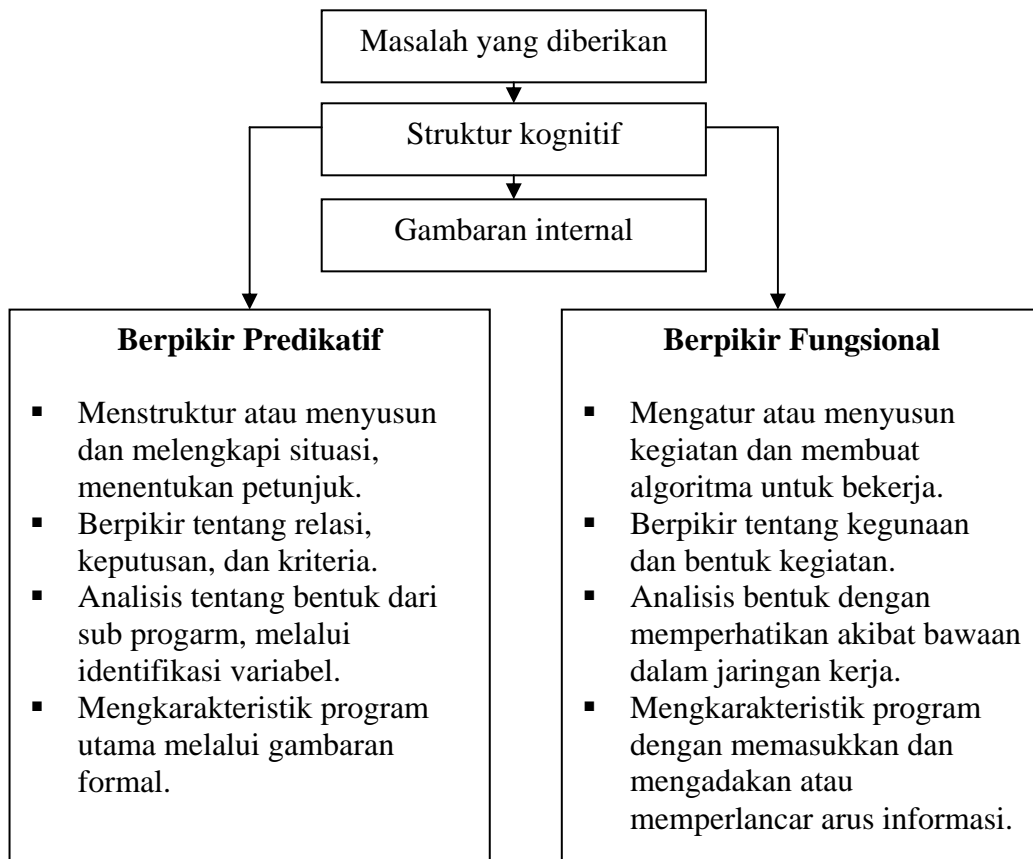 Masalah yang diberikan
Struktur kognitif
Gambaran internal
Berpikir Predikatif
▪ Menstruktur atau menyusun
dan melengkapi situasi,
menentukan petunjuk.
▪ Berpikir tentang relasi,
keputusan, dan kriteria.
▪ Analisis tentang bentuk dari
sub progarm, melalui
identifikasi variabel.
▪ Mengkarakteristik program
utama melalui gambaran
formal.
Berpikir Fungsional
▪ Mengatur atau menyusun
kegiatan dan membuat
algoritma untuk bekerja.
▪ Berpikir tentang kegunaan
dan bentuk kegiatan.
▪ Analisis bentuk dengan
memperhatikan akibat bawaan
dalam jaringan kerja.
▪ Mengkarakteristik program
dengan memasukkan dan
mengadakan atau
memperlancar arus informasi.